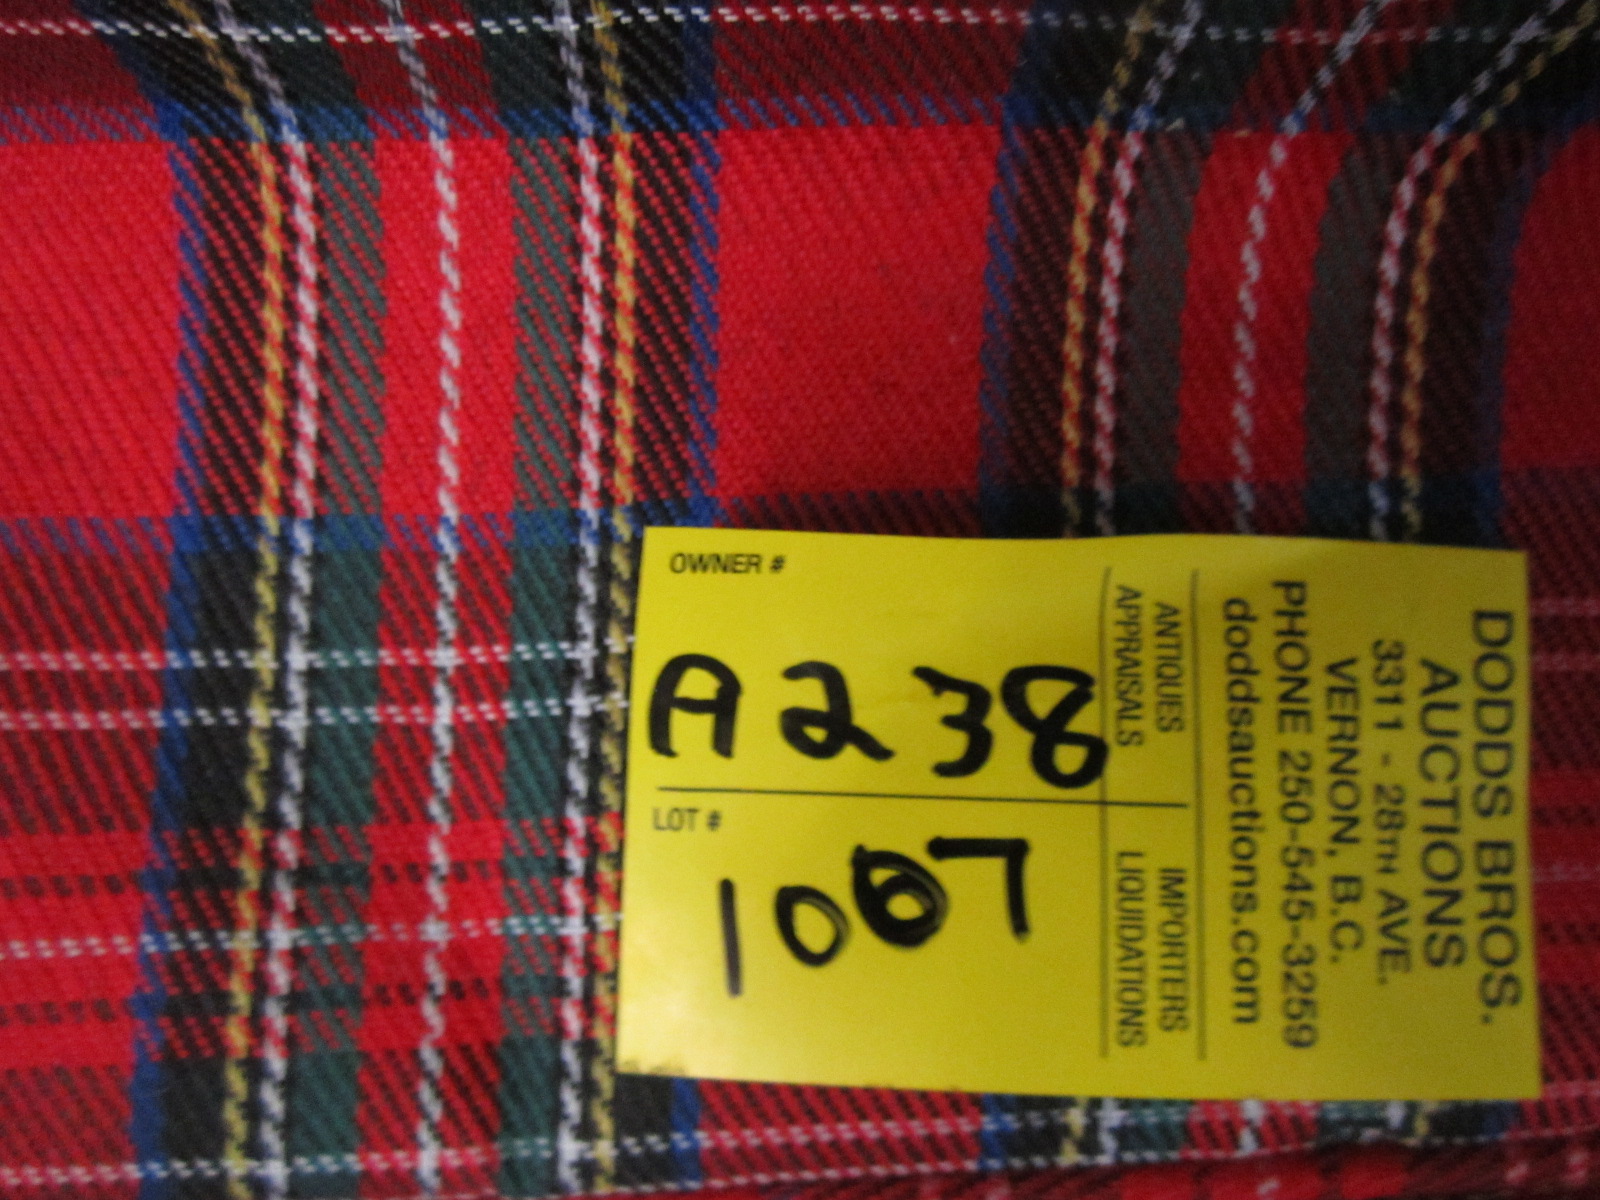 OWNER #
A238
LOT #
1007
DODDS BROS.
AUCTIONS
3311 - 28TH AVE.
VERNON, B.C.
PHONE 250-545-3259
doddsauctions.com
ANTIQUES
APPRAISALS
IMPORTERS
LIQUIDATIONS